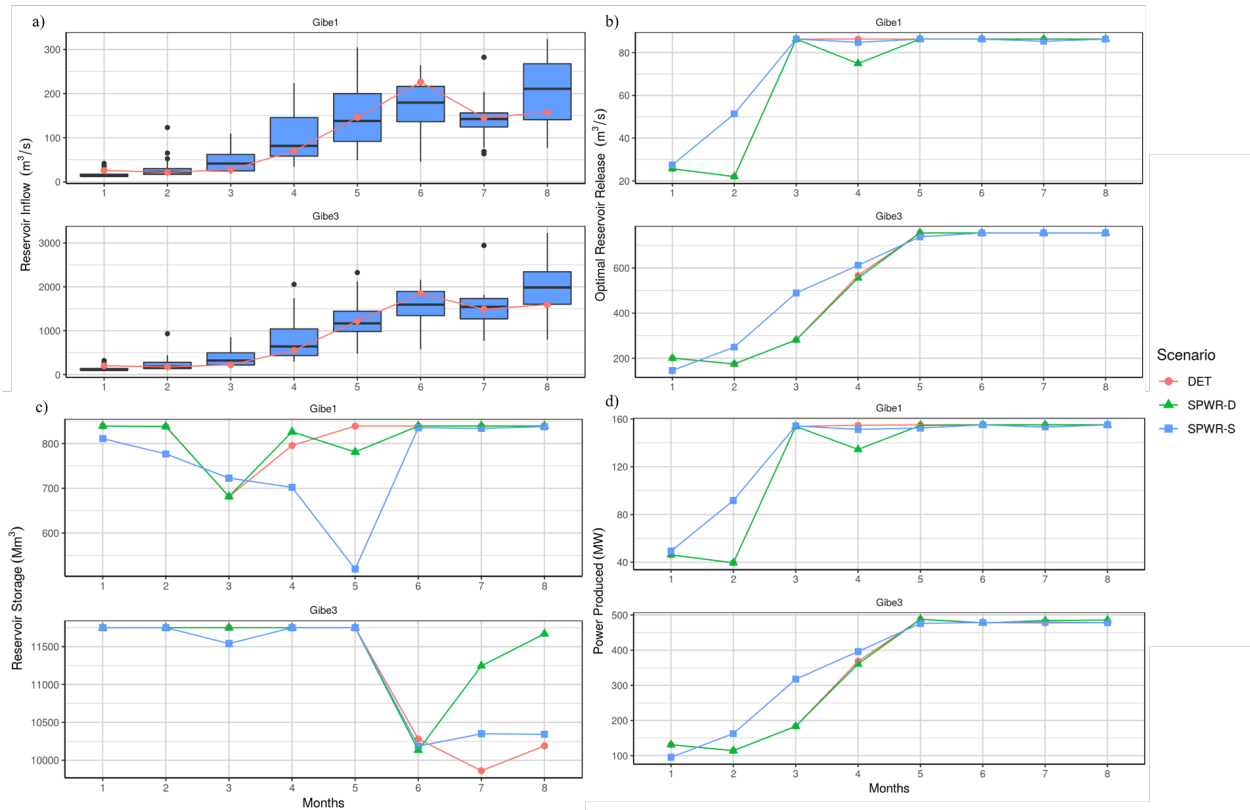 a)
Gibe1
Reservoir Inflow (m³/s)
300
200
100
0
1 2 3 4 5 6 7 8
Gibe3
3000
2000
1000
0
1 2 3 4 5 6 7 8
b)
Gibe1
Optimal Reservoir Release (m³/s)
80
60
40
20
1 2 3 4 5 6 7 8
Gibe3
600
400
200
1 2 3 4 5 6 7 8
c)
Gibe1
Reservoir Storage (Mm³)
800
700
600
1 2 3 4 5 6 7 8
Gibe3
11500
11000
10500
10000
1 2 3 4 5 6 7 8
Months
d)
Gibe1
Power Produced (MW)
160
120
80
40
1 2 3 4 5 6 7 8
Gibe3
500
400
300
200
100
1 2 3 4 5 6 7 8
Months
Scenario
DET
SPWR-D
SPWR-S